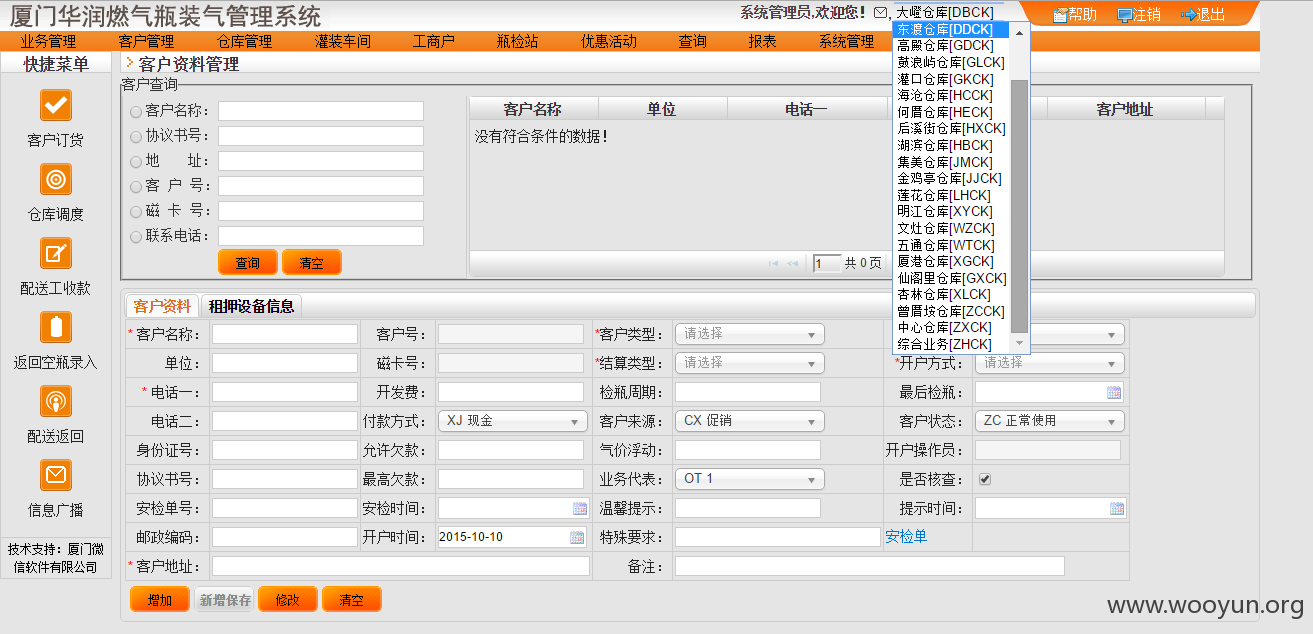 厦门华润燃气瓶装气管理系统
系统管理员,欢迎您! , 大嶝仓库[DBCK]
帮助 注销 退出
业务管理 客户管理 仓库管理 灌装车间 工商户 瓶检站 优惠活动 查询 报表 系统管理
东渡仓库[DDCK]
高殿仓库[GDCK]
鼓浪屿仓库[GLCK]
灌口仓库[GKCK]
海沧仓库[HCCK]
何厝仓库[HECK]
后溪街仓库[HXCK]
湖滨仓库[HBCK]
集美仓库[JMCK]
金鸡亭仓库[JJCK]
莲花仓库[LHCK]
明江仓库[XYCK]
文灶仓库[WZCK]
五通仓库[WTCK]
厦港仓库[XGCK]
仙阁里仓库[GXCK]
杏林仓库[XLCK]
曾厝垵仓库[ZCCK]
中心仓库[ZXCK]
综合业务[ZHCK]
快捷菜单
客户订货
仓库调度
配送工收款
返回空瓶录入
配送返回
信息广播
技术支持：厦门微
信软件有限公司
客户资料管理
客户查询
客户名称：
协议书号：
地 址：
客 户 号：
磁 卡 号：
联系电话：
查询 清空
客户名称 单位 电话一 客户地址
没有符合条件的数据!
1 共 0 页
客户资料 租押设备信息
*客户名称： 客户号： *客户类型： 请选择
单位： 磁卡号： *结算类型： 请选择 *开户方式： 请选择
*电话一： 开发费： 检瓶周期： 最后检瓶：
电话二： 付款方式： XJ 现金 客户来源： CX 促销 客户状态： ZC 正常使用
身份证号： 允许欠款： 气价浮动： 开户操作员：
协议书号： 最高欠款： 业务代表： OT 1 是否核查：
安检单号： 安检时间： 温馨提示： 提示时间：
邮政编码： 开户时间： 2015-10-10 特殊要求： 安检单
*客户地址： 备注：
增加 新增保存 修改 清空
www.wooyun.org